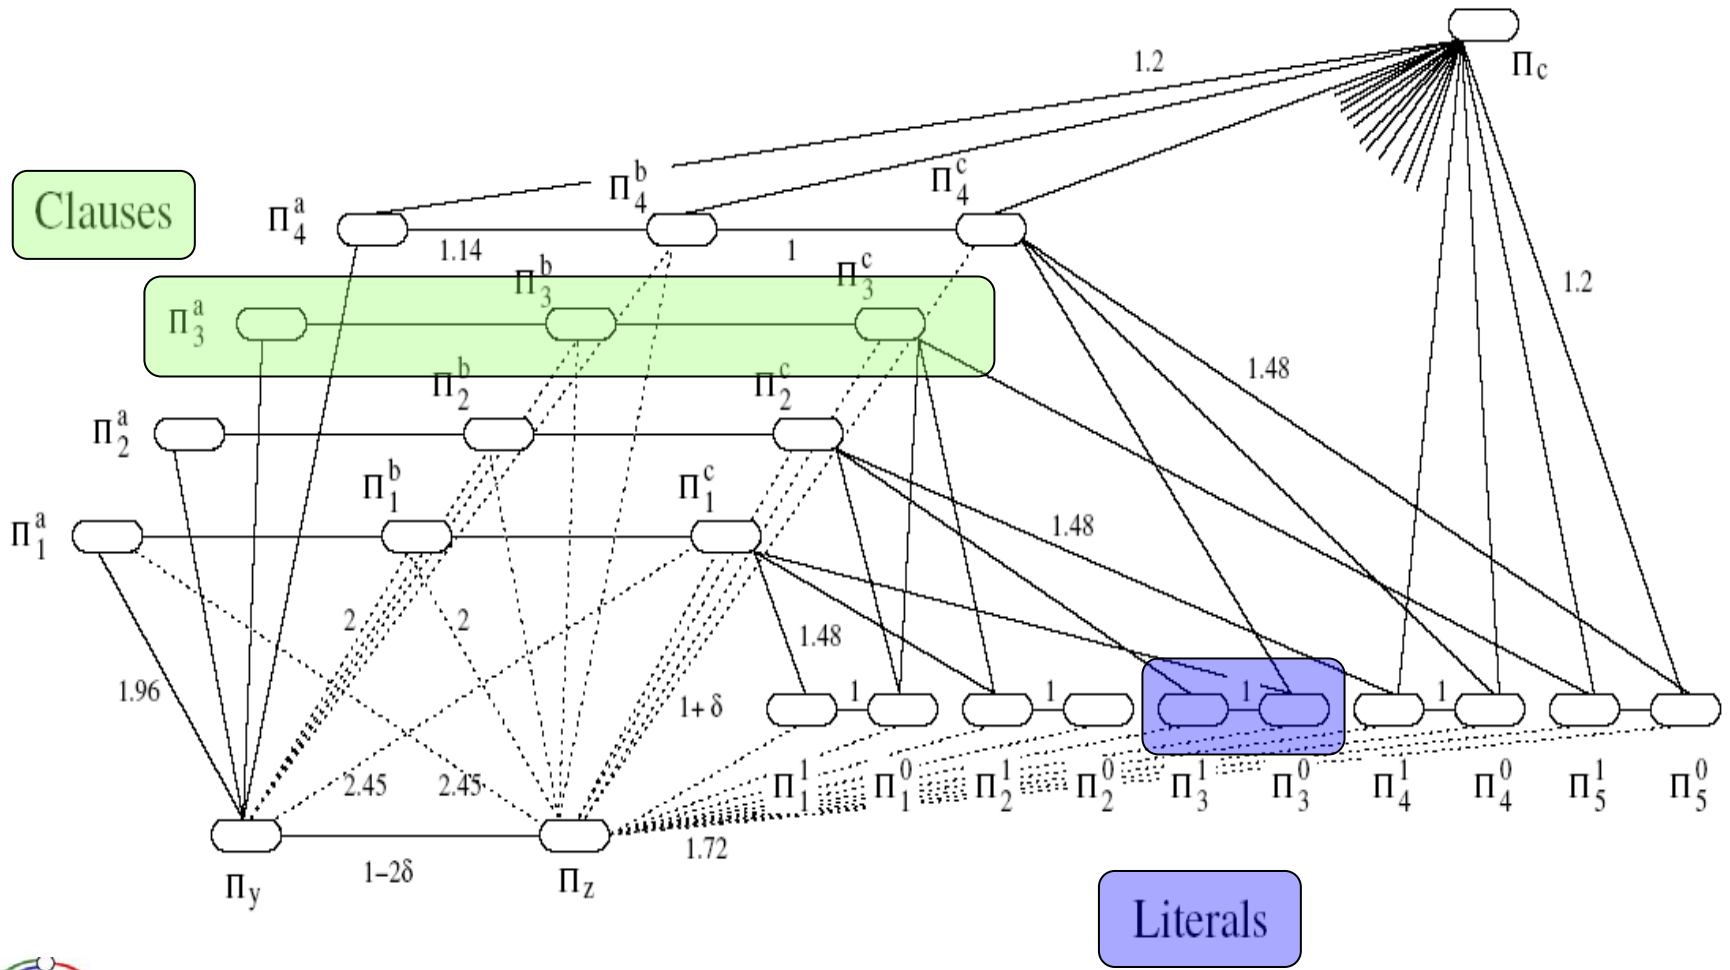 1.2
Π_c
Π_4^b
Π_4^c
Clauses
Π_4^a
1.14
1
Π_3^b
Π_3^c
1.2
Π_3^a
1.48
Π_2^b
Π_2^c
Π_2^a
Π_1^b
Π_1^c
1.48
Π_1^a
2
2
1.48
1.96
1+δ
1
1
1
1
2.45
2.45
Π_1^1 Π_1^0 Π_2^1 Π_2^0 Π_3^1 Π_3^0 Π_4^1 Π_4^0 Π_5^1 Π_5^0
1.72
1−2δ
Π_y
Π_z
Literals